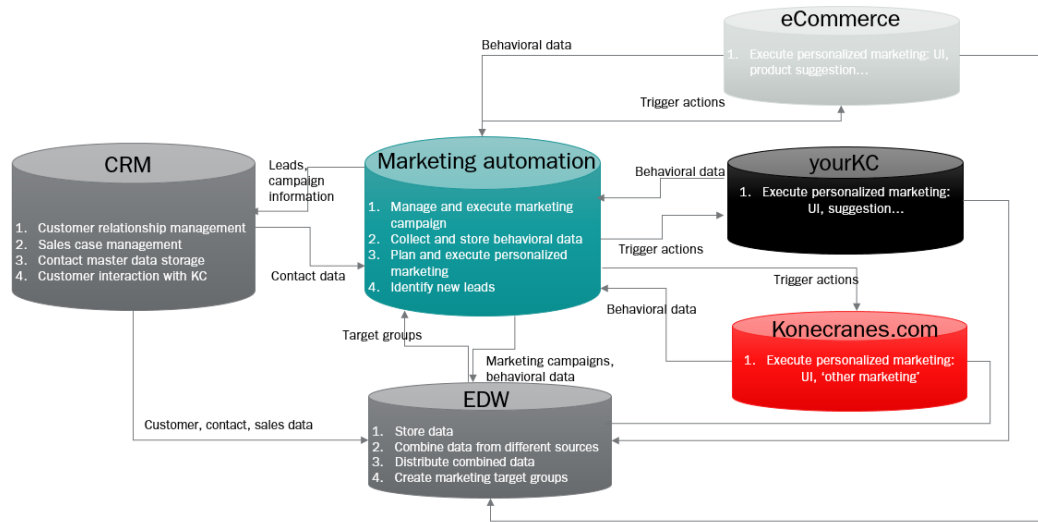 eCommerce
1. Execute personalized marketing: UI,
product suggestion...
Behavioral data
Trigger actions
CRM
1. Customer relationship management
2. Sales case management
3. Contact master data storage
4. Customer interaction with KC
Leads,
campaign
information
Contact data
Marketing automation
1. Manage and execute marketing
campaign
2. Collect and store behavioral data
3. Plan and execute personalized
marketing
4. Identify new leads
Behavioral data
Trigger actions
yourKC
1. Execute personalized marketing:
UI, suggestion...
Trigger actions
Behavioral data
Konecranes.com
1. Execute personalized marketing:
UI, ‘other marketing’
Target groups
Marketing campaigns,
behavioral data
Customer, contact, sales data
EDW
1. Store data
2. Combine data from different sources
3. Distribute combined data
4. Create marketing target groups